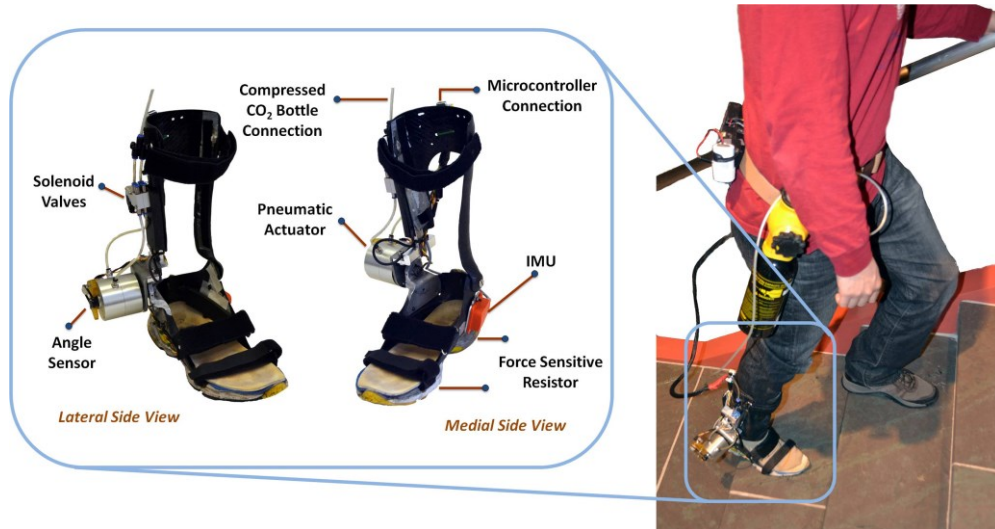 Compressed
CO₂ Bottle
Connection
Microcontroller
Connection
Solenoid
Valves
Pneumatic
Actuator
IMU
Angle
Sensor
Force Sensitive
Resistor
Lateral Side View
Medial Side View